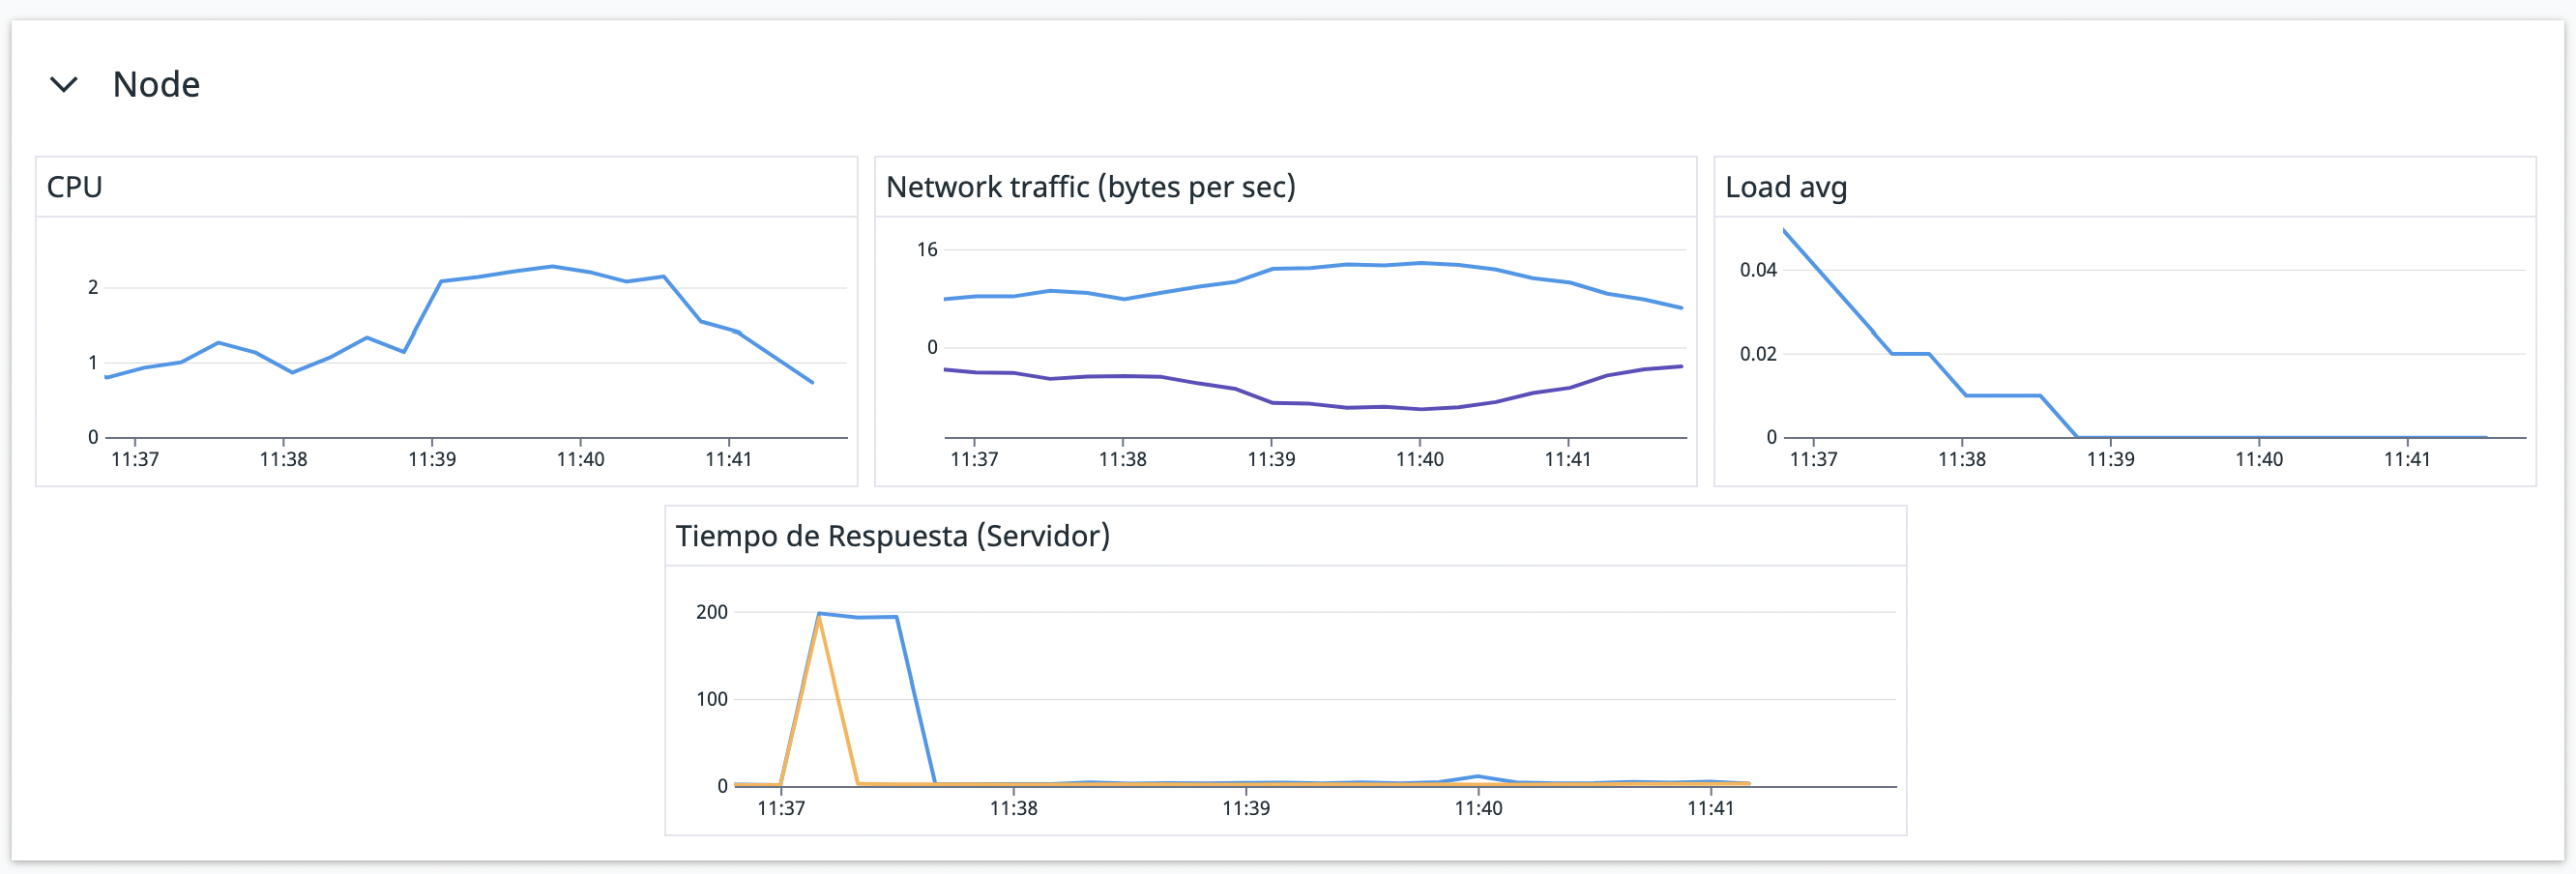 Node
CPU
2
1
0
11:37 11:38 11:39 11:40 11:41
Network traffic (bytes per sec)
16
0
11:37 11:38 11:39 11:40 11:41
Load avg
0.04
0.02
0
11:37 11:38 11:39 11:40 11:41
Tiempo de Respuesta (Servidor)
200
100
0
11:37 11:38 11:39 11:40 11:41